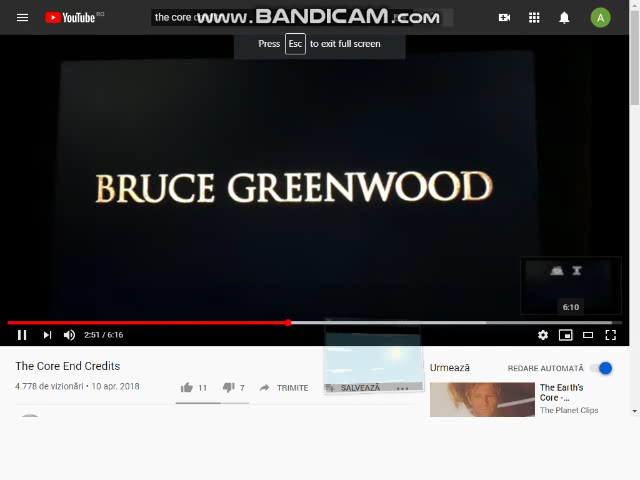 YouTube RO
the core
www.BANDICAM.com
A
Press Esc to exit full screen
BRUCE GREENWOOD
6:10
2:51 / 6:16
The Core End Credits
4.778 de vizionări • 10 apr. 2018
11
7
TRIMITE
SALVEAZĂ
Urmează
REDARE AUTOMATĂ
The Earth's
Core -...
The Planet Clips